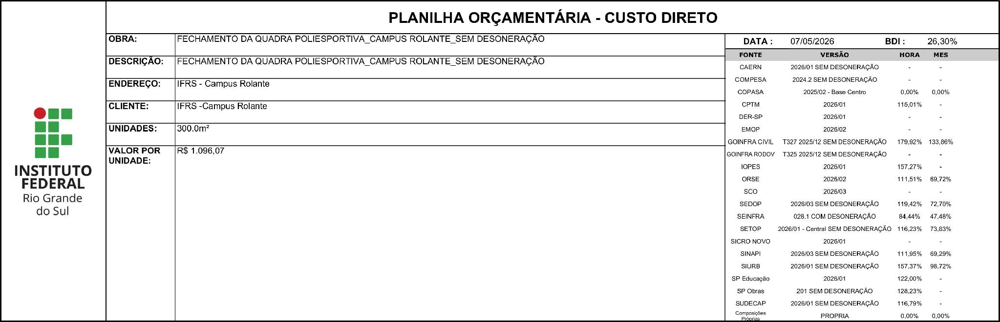 PLANILHA ORÇAMENTÁRIA - CUSTO DIRETO
OBRA: FECHAMENTO DA QUADRA POLIESPORTIVA_CAMPUS ROLANTE_SEM DESONERAÇÃO
DESCRIÇÃO: FECHAMENTO DA QUADRA POLIESPORTIVA_CAMPUS ROLANTE_SEM DESONERAÇÃO
ENDEREÇO: IFRS - Campus Rolante
CLIENTE: IFRS -Campus Rolante
UNIDADES: 300.0m²
VALOR POR UNIDADE: R$ 1.096,07
INSTITUTO
FEDERAL
Rio Grande
do Sul
DATA : 07/05/2026 BDI : 26,30%
FONTE VERSÃO HORA MES
CAERN 2026/01 SEM DESONERAÇÃO - -
COMPESA 2024.2 SEM DESONERAÇÃO - -
COPASA 2025/02 - Base Centro 0,00% 0,00%
CPTM 2026/01 115,01% -
DER-SP 2026/01 - -
EMOP 2026/02 - -
GOINFRA CIVIL T327 2025/12 SEM DESONERAÇÃO 179,92% 133,86%
GOINFRA RODOV T325 2025/12 SEM DESONERAÇÃO - -
IOPES 2026/01 157,27% -
ORSE 2026/02 111,51% 69,72%
SCO 2026/03 - -
SEDOP 2026/03 SEM DESONERAÇÃO 119,42% 72,70%
SEINFRA 028.1 COM DESONERAÇÃO 84,44% 47,48%
SETOP 2026/01 - Central SEM DESONERAÇÃO 116,23% 73,83%
SICRO NOVO 2026/01 - -
SINAPI 2026/03 SEM DESONERAÇÃO 111,95% 69,29%
SIURB 2026/01 SEM DESONERAÇÃO 157,37% 98,72%
SP Educação 2026/01 122,00% -
SP Obras 201 SEM DESONERAÇÃO 128,23% -
SUDECAP 2026/01 SEM DESONERAÇÃO 116,79% -
Composições Próprias PROPRIA 0,00% 0,00%